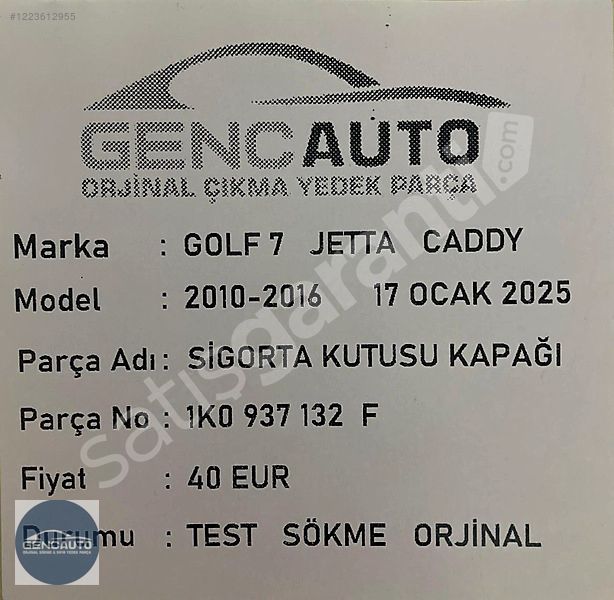 #1223612955
GENCAUTO
ORJİNAL ÇIKMA YEDEK PARÇA
Marka : GOLF 7 JETTA CADDY
Model : 2010-2016 17 OCAK 2025
Parça Adı : SİGORTA KUTUSU KAPAĞI
Parça No : 1K0 937 132 F
Fiyat : 40 EUR
Durumu : TEST SÖKME ORJİNAL
satışgaranti.com
GENCAUTO